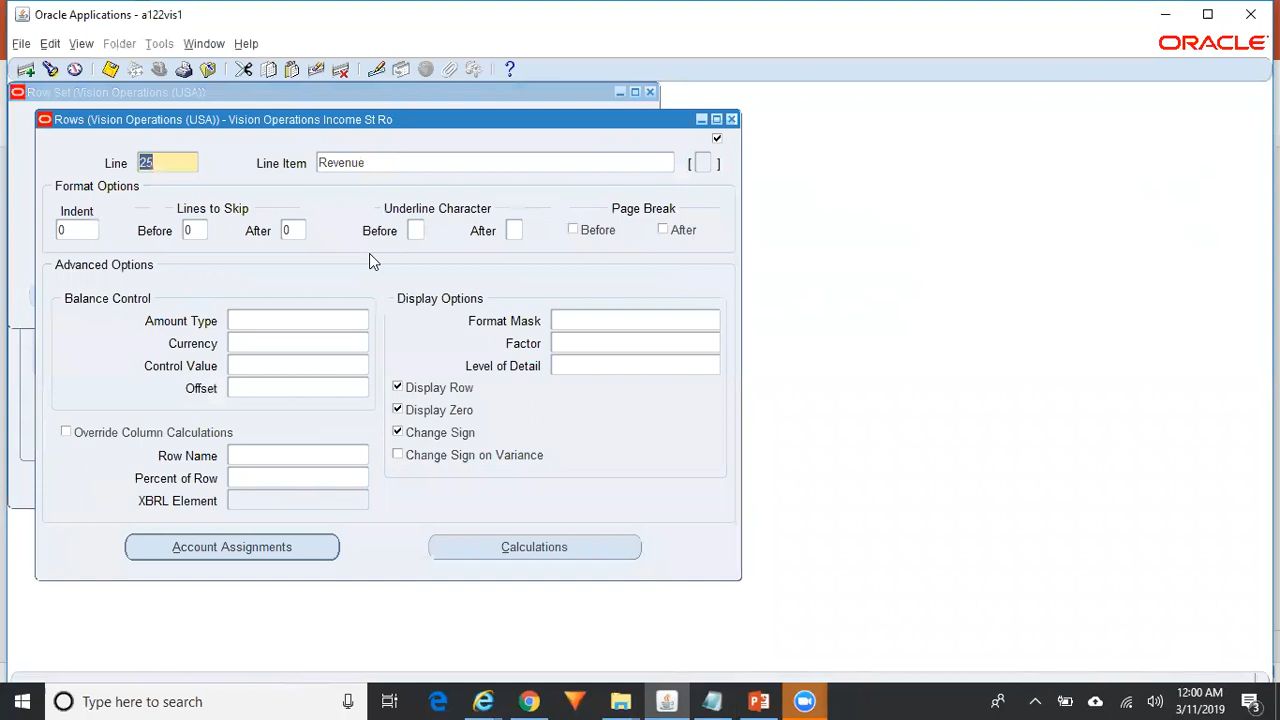 Oracle Applications - a122vis1
File Edit View Folder Tools Window Help
ORACLE
?
Row Set (Vision Operations (USA))
Rows (Vision Operations (USA)) - Vision Operations Income St Ro
Line 25 Line Item Revenue [ ]
Format Options
Indent Lines to Skip Underline Character Page Break
0 Before 0 After 0 Before After Before After
Advanced Options
Balance Control Display Options
Amount Type Format Mask
Currency Factor
Control Value Level of Detail
Offset Display Row
Display Zero
Override Column Calculations Change Sign
Row Name Change Sign on Variance
Percent of Row
XBRL Element
Account Assignments Calculations
Type here to search
12:00 AM
3/11/2019
3